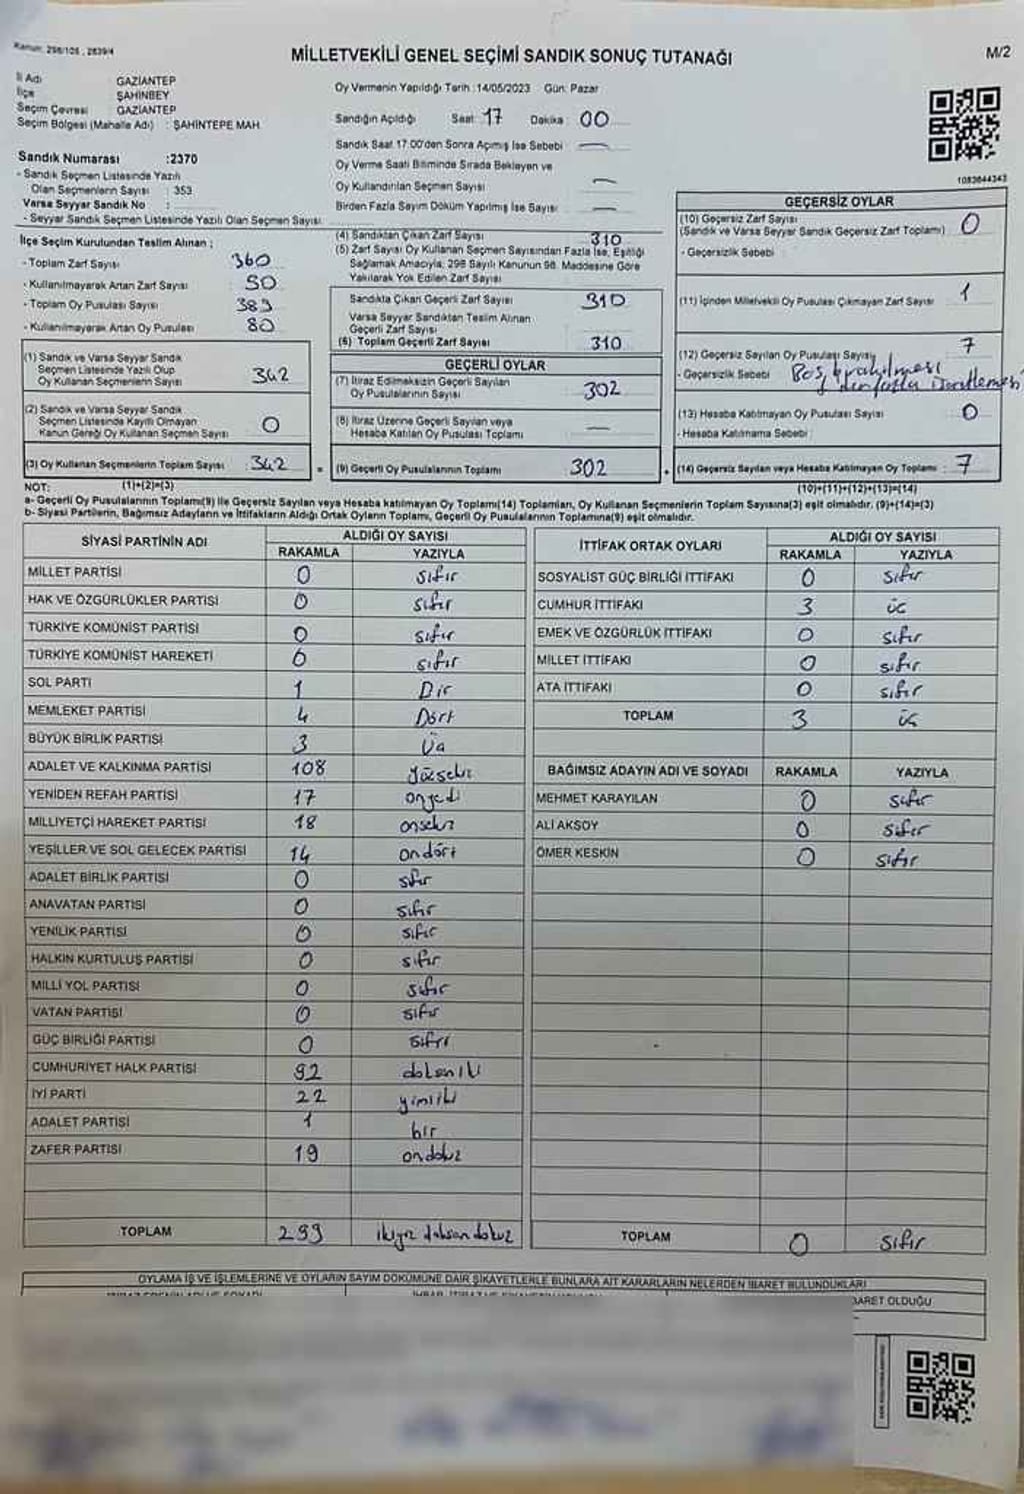 Kanun: 298/105 , 2839/4
MİLLETVEKİLİ GENEL SEÇİMİ SANDIK SONUÇ TUTANAĞI
M/2
İl Adı GAZİANTEP
İlçe ŞAHİNBEY
Seçim Çevresi GAZİANTEP
Seçim Bölgesi (Mahalle Adı) : ŞAHİNTEPE MAH.
Sandık Numarası :2370
- Sandık Seçmen Listesinde Yazılı
Olan Seçmenlerin Sayısı : 353
Varsa Seyyar Sandık No :
- Seyyar Sandık Seçmen Listesinde Yazılı Olan Seçmen Sayısı:
Oy Vermenin Yapıldığı Tarih :14/05/2023 Gün: Pazar
Sandığın Açıldığı Saat: 17 Dakika : 00
Sandık Saat 17.00'den Sonra Açımış İse Sebebi : —
Oy Verme Saati Bitiminde Sırada Bekleyen ve
Oy Kullandırılan Seçmen Sayısı —
Birden Fazla Sayım Döküm Yapılmış İse Sayısı : —
1083644343
İlçe Seçim Kurulundan Teslim Alınan ;
- Toplam Zarf Sayısı 360
- Kullanılmayarak Artan Zarf Sayısı 50
- Toplam Oy Pusulası Sayısı 383
- Kullanılmayarak Artan Oy Pusulası 80
(1) Sandık ve Varsa Seyyar Sandık
Seçmen Listesinde Yazılı Olup
Oy Kullanan Seçmenlerin Sayısı 342
(2) Sandık ve Varsa Seyyar Sandık
Seçmen Listesinde Kayıtlı Olmayan
Kanun Gereği Oy Kullanan Seçmen Sayısı 0
(3) Oy Kullanan Seçmenlerin Toplam Sayısı : 342
(1)+(2)=(3)
(4) Sandıktan Çıkan Zarf Sayısı 310
(5) Zarf Sayısı Oy Kullanan Seçmen Sayısından Fazla İse, Eşitliği
Sağlamak Amacıyla, 298 Sayılı Kanunun 98. Maddesine Göre
Yakılarak Yok Edilen Zarf Sayısı
Sandıkta Çıkan Geçerli Zarf Sayısı 310
Varsa Seyyar Sandıktan Teslim Alınan
Geçerli Zarf Sayısı
(6) Toplam Geçerli Zarf Sayısı 310
GEÇERLİ OYLAR
(7) İtiraz Edilmeksizin Geçerli Sayılan
Oy Pusulalarının Sayısı 302
(8) İtiraz Üzerine Geçerli Sayılan veya
Hesaba Katılan Oy Pusulası Toplamı —
(9) Geçerli Oy Pusulalarının Toplamı 302
GEÇERSİZ OYLAR
(10) Geçersiz Zarf Sayısı
(Sandık ve Varsa Seyyar Sandık Geçersiz Zarf Toplamı) : 0
- Geçersizlik Sebebi :
(11) İçinden Milletvekili Oy Pusulası Çıkmayan Zarf Sayısı : 1
(12) Geçersiz Sayılan Oy Pusulası Sayısı 7
- Geçersizlik Sebebi Boş bırakılması
(13) Hesaba Katılmayan Oy Pusulası Sayısı 0
- Hesaba Katılmama Sebebi :
(14) Geçersiz Sayılan veya Hesaba Katılmayan Oy Toplamı : 7
(10)+(11)+(12)+(13)=(14)
NOT:
a- Geçerli Oy Pusulalarının Toplamı(9) ile Geçersiz Sayılan veya Hesaba katılmayan Oy Toplamı(14) Toplamları, Oy Kullanan Seçmenlerin Toplam Sayısına(3) eşit olmalıdır. (9)+(14)=(3)
b- Siyasi Partilerin, Bağımsız Adayların ve İttifakların Aldığı Ortak Oyların Toplamı, Geçerli Oy Pusulalarının Toplamına(9) eşit olmalıdır.
SİYASİ PARTİNİN ADI ALDIĞI OY SAYISI
RAKAMLA YAZIYLA
MİLLET PARTİSİ 0 sıfır
HAK VE ÖZGÜRLÜKLER PARTİSİ 0 sıfır
TÜRKİYE KOMÜNİST PARTİSİ 0 sıfır
TÜRKİYE KOMÜNİST HAREKETİ 0 sıfır
SOL PARTİ 1 Bir
MEMLEKET PARTİSİ 4 Dört
BÜYÜK BİRLİK PARTİSİ 3 Üç
ADALET VE KALKINMA PARTİSİ 108 yüzsekiz
YENİDEN REFAH PARTİSİ 17 onyedi
MİLLİYETÇİ HAREKET PARTİSİ 18 onsekiz
YEŞİLLER VE SOL GELECEK PARTİSİ 14 ondört
ADALET BİRLİK PARTİSİ 0 sıfır
ANAVATAN PARTİSİ 0 sıfır
YENİLİK PARTİSİ 0 sıfır
HALKIN KURTULUŞ PARTİSİ 0 sıfır
MİLLİ YOL PARTİSİ 0 sıfır
VATAN PARTİSİ 0 sıfır
GÜÇ BİRLİĞİ PARTİSİ 0 sıfır
CUMHURİYET HALK PARTİSİ 92 doksaniki
İYİ PARTİ 22 yirmiiki
ADALET PARTİSİ 1 bir
ZAFER PARTİSİ 19 ondokuz
TOPLAM 299 ikiyüz doksan dokuz
İTTİFAK ORTAK OYLARI ALDIĞI OY SAYISI
RAKAMLA YAZIYLA
SOSYALİST GÜÇ BİRLİĞİ İTTİFAKI 0 sıfır
CUMHUR İTTİFAKI 3 üç
EMEK VE ÖZGÜRLÜK İTTİFAKI 0 sıfır
MİLLET İTTİFAKI 0 sıfır
ATA İTTİFAKI 0 sıfır
TOPLAM 3 üç
BAĞIMSIZ ADAYIN ADI VE SOYADI RAKAMLA YAZIYLA
MEHMET KARAYILAN 0 sıfır
ALİ AKSOY 0 sıfır
ÖMER KESKİN 0 sıfır
TOPLAM 0 sıfır
OYLAMA İŞ VE İŞLEMLERİNE VE OYLARIN SAYIM DÖKÜMÜNE DAİR ŞİKAYETLERLE BUNLARA AİT KARARLARIN NELERDEN İBARET BULUNDUKLARI
BARET OLDUĞU